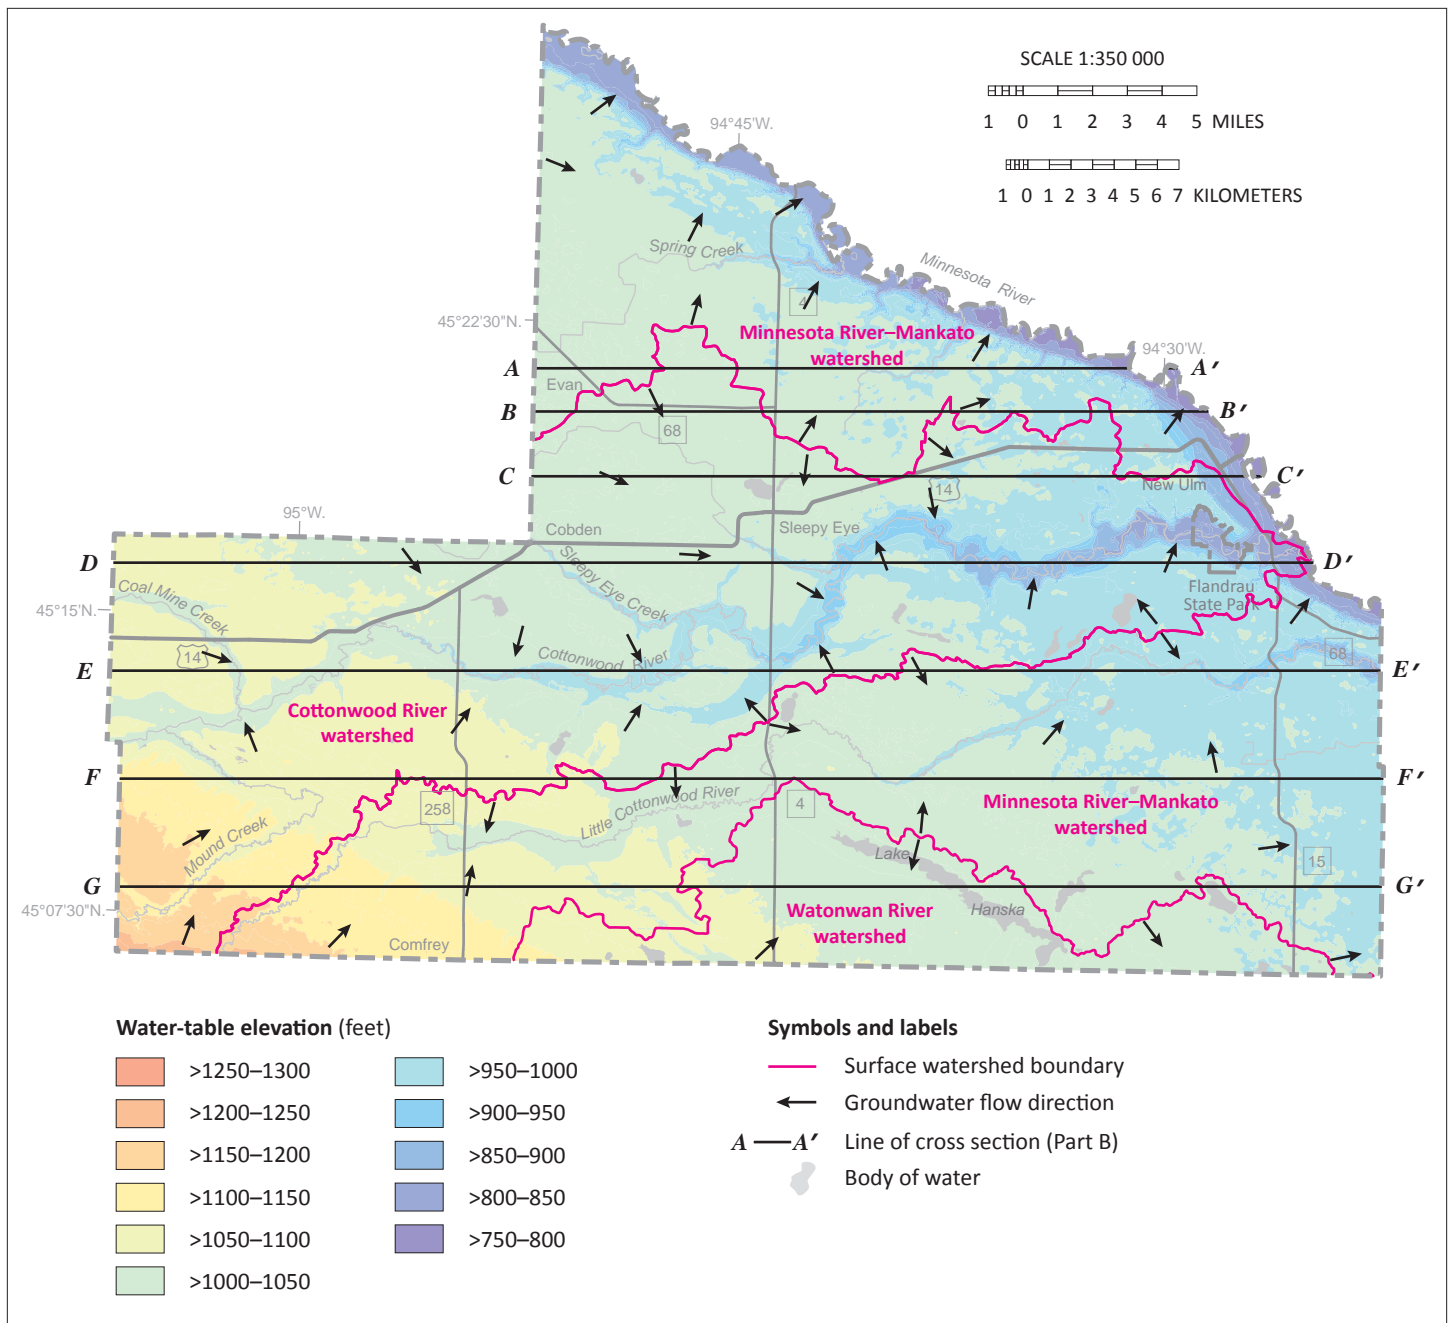 SCALE 1:350 000
1 0 1 2 3 4 5 MILES
1 0 1 2 3 4 5 6 7 KILOMETERS
94°45'W.
Spring Creek
Minnesota River
4
45°22'30"N.
Minnesota River–Mankato
watershed
94°30'W.
A A'
Evan
B B'
68
C C'
14
New Ulm
95°W.
Cobden
Sleepy Eye
D D'
Sleepy Eye Creek
Coal Mine Creek
Flandrau
State Park
45°15'N.
14
Cottonwood River
68
E E'
Cottonwood River
watershed
F F'
258
Little Cottonwood River
4
Minnesota River–Mankato
watershed
Mound Creek
Lake
15
G G'
45°07'30"N.
Hanska
Watonwan River
watershed
Comfrey
Water-table elevation (feet)
>1250–1300
>1200–1250
>1150–1200
>1100–1150
>1050–1100
>1000–1050
>950–1000
>900–950
>850–900
>800–850
>750–800
Symbols and labels
Surface watershed boundary
Groundwater flow direction
A A' Line of cross section (Part B)
Body of water